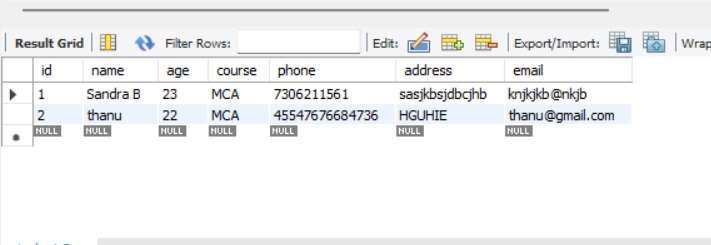 Result Grid Filter Rows: Edit: Export/Import: Wrap
id name age course phone address email
1 Sandra B 23 MCA 7306211561 sasjkbsjdbcjhb knjkjkb@nkjb
2 thanu 22 MCA 45547676684736 HGUHIE thanu@gmail.com
NULL NULL NULL NULL NULL NULL NULL